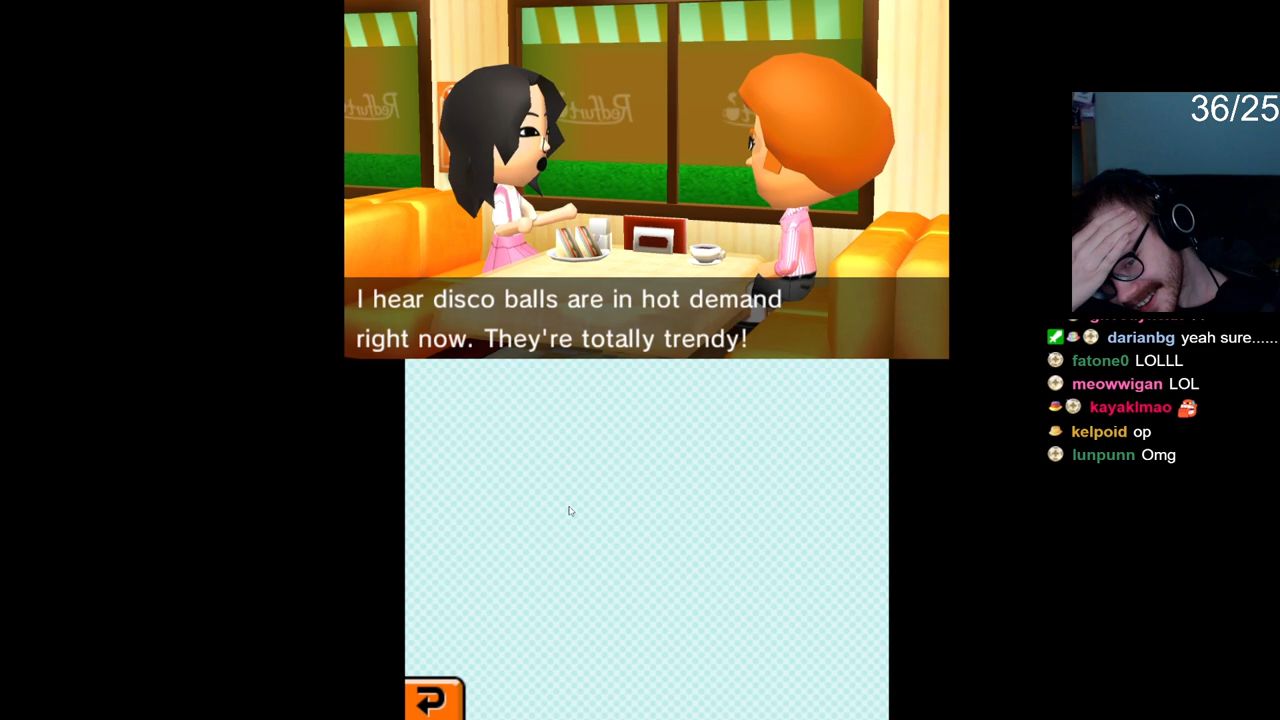 Redfurt
I hear disco balls are in hot demand
right now. They're totally trendy!
36/25
darianbg yeah sure......
fatone0 LOLLL
meowwigan LOL
kayaklmao
kelpoid op
lunpunn Omg